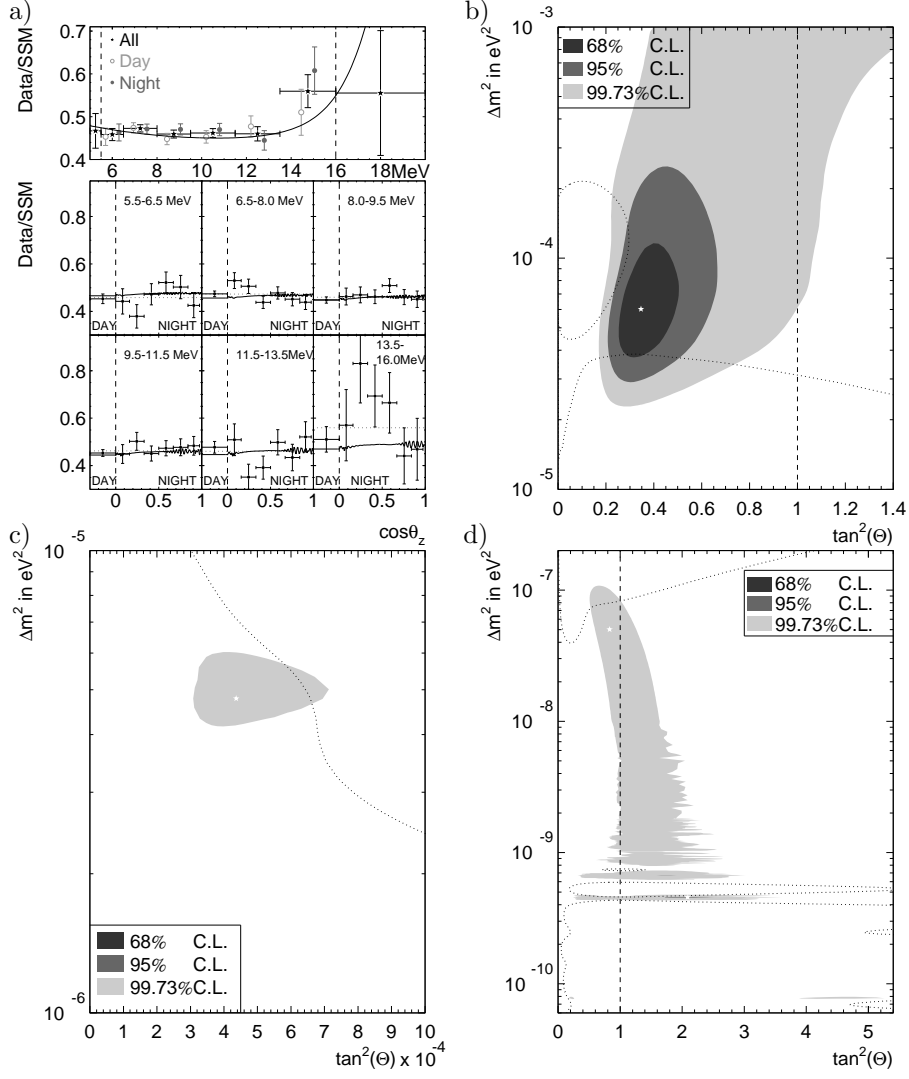 a)
Data/SSM
0.7
0.6
0.5
0.4
All
Day
Night
6 8 10 12 14 16 18 MeV
Data/SSM
0.8
0.6
0.4
5.5-6.5 MeV
6.5-8.0 MeV
8.0-9.5 MeV
DAY NIGHT
DAY NIGHT
DAY NIGHT
0.8
0.6
0.4
9.5-11.5 MeV
11.5-13.5MeV
13.5-
16.0MeV
DAY NIGHT
DAY NIGHT
DAY NIGHT
0 1 0 1 0 1
cosθz
b)
Δm² in eV²
10⁻³
10⁻⁴
10⁻⁵
68% C.L.
95% C.L.
99.73%C.L.
0 0.2 0.4 0.6 0.8 1 1.2 1.4
tan²(Θ)
c)
Δm² in eV²
10⁻⁵
10⁻⁶
68% C.L.
95% C.L.
99.73%C.L.
0 1 2 3 4 5 6 7 8 9 10
tan²(Θ) x 10⁻⁴
d)
Δm² in eV²
10⁻⁷
10⁻⁸
10⁻⁹
10⁻¹⁰
68% C.L.
95% C.L.
99.73%C.L.
0 1 2 3 4 5
tan²(Θ)